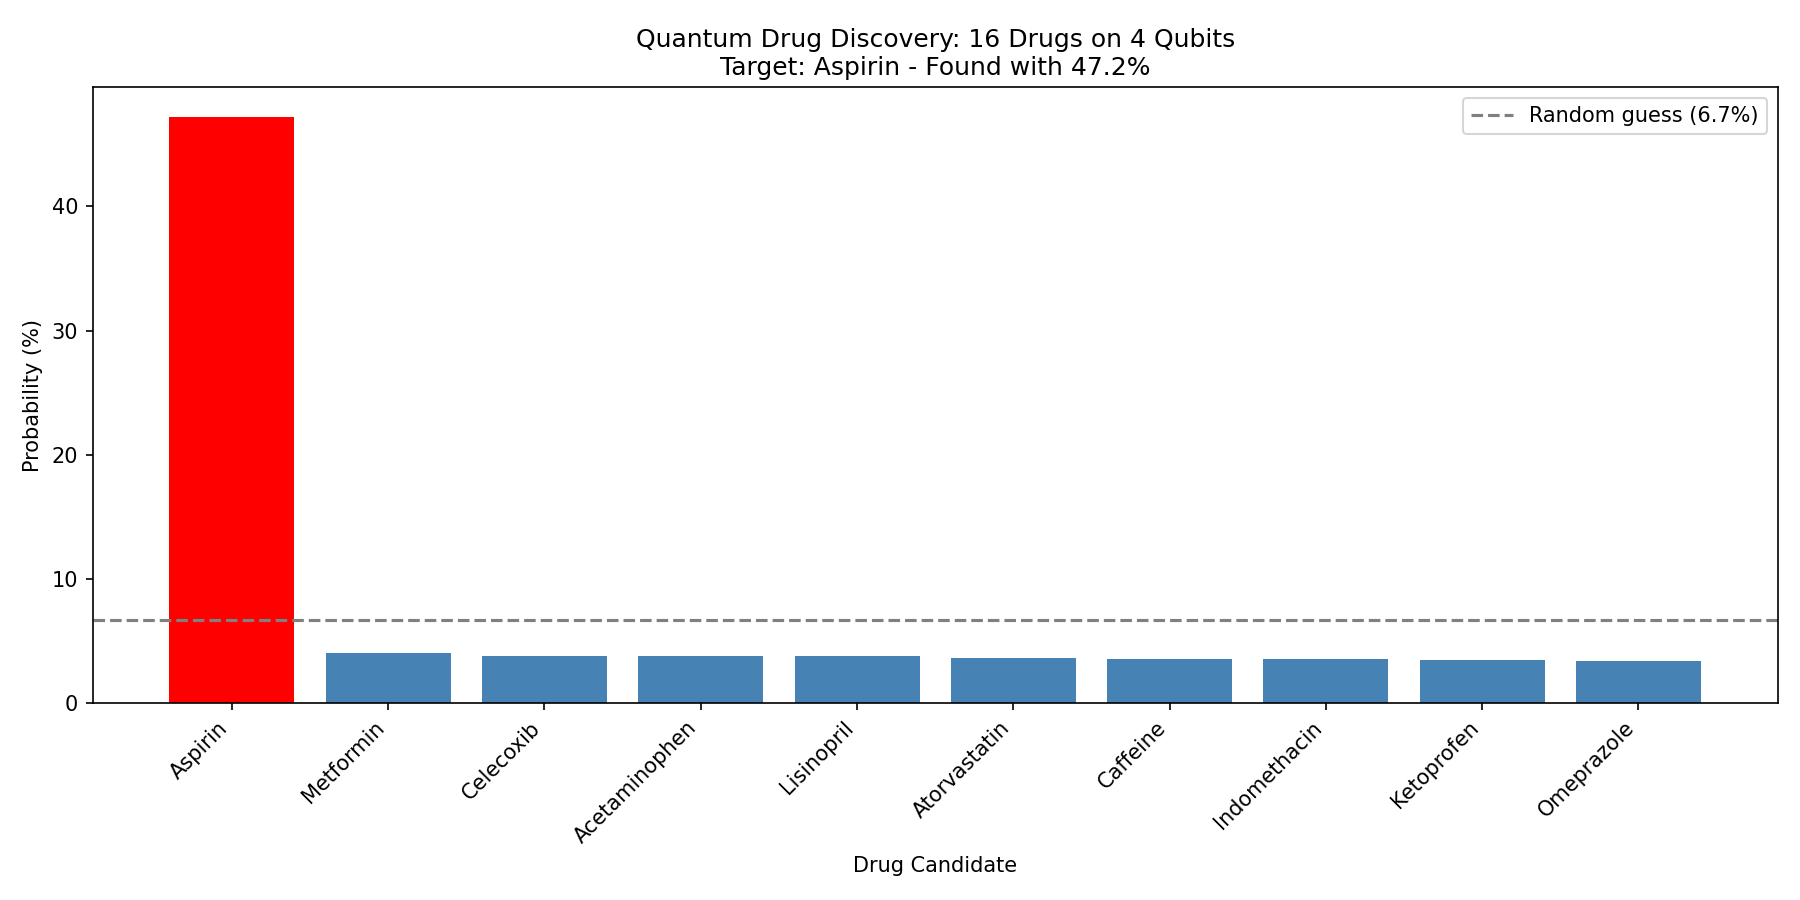 Quantum Drug Discovery: 16 Drugs on 4 Qubits
Target: Aspirin - Found with 47.2%
Random guess (6.7%)
Probability (%)
40
30
20
10
0
Aspirin
Metformin
Celecoxib
Acetaminophen
Lisinopril
Atorvastatin
Caffeine
Indomethacin
Ketoprofen
Omeprazole
Drug Candidate